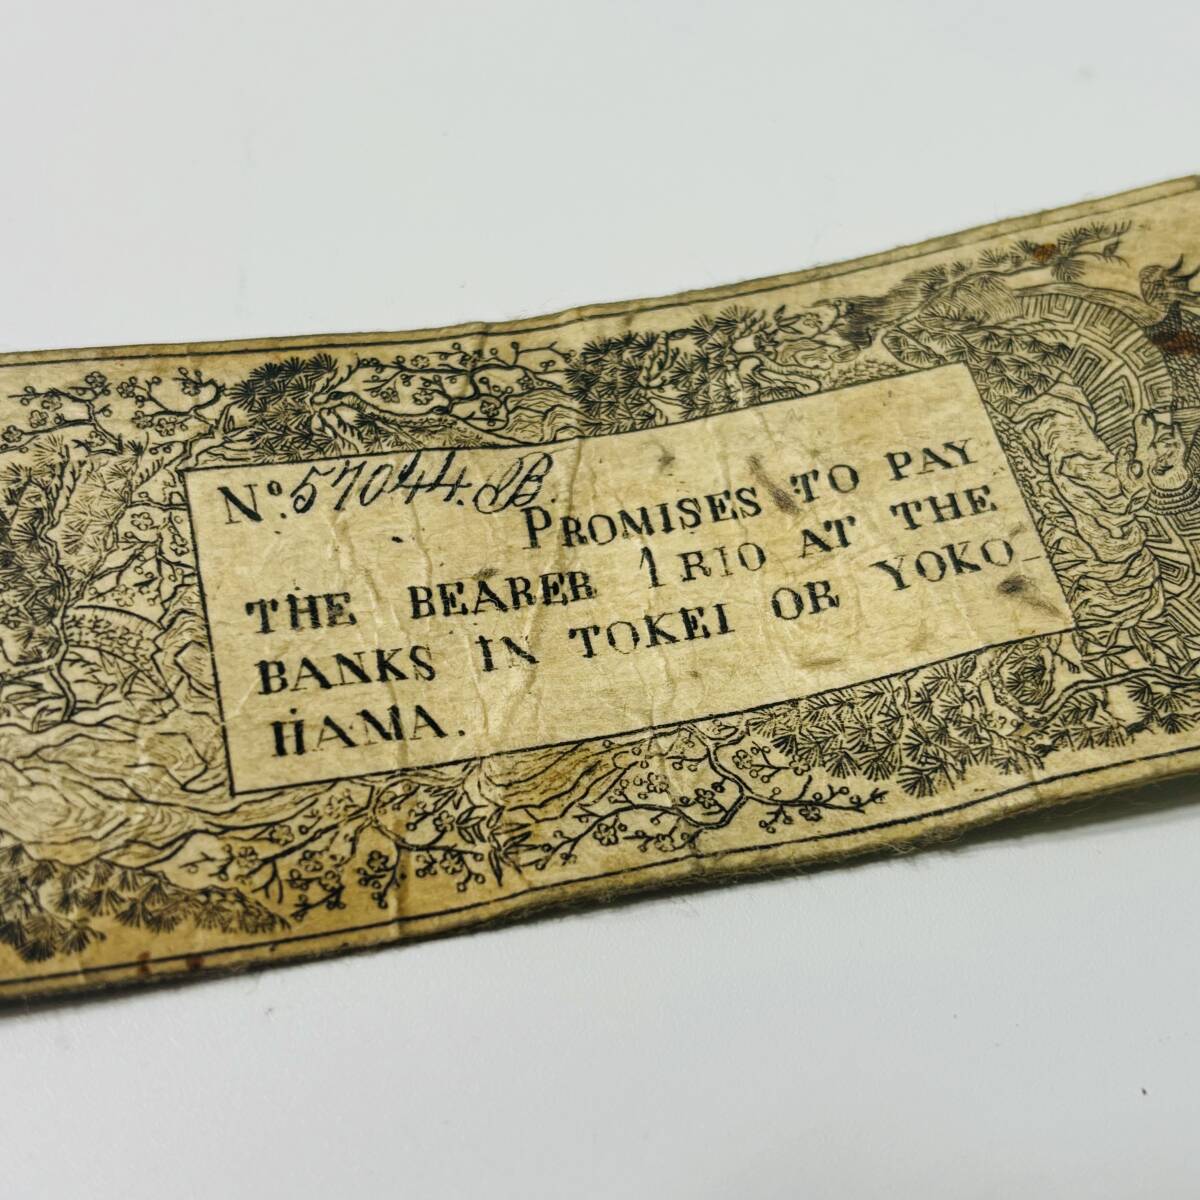 No. 57044. B.
PROMISES TO PAY
THE BEARER 1 RIO AT THE
BANKS IN TOKEI OR YOKO-
HAMA.